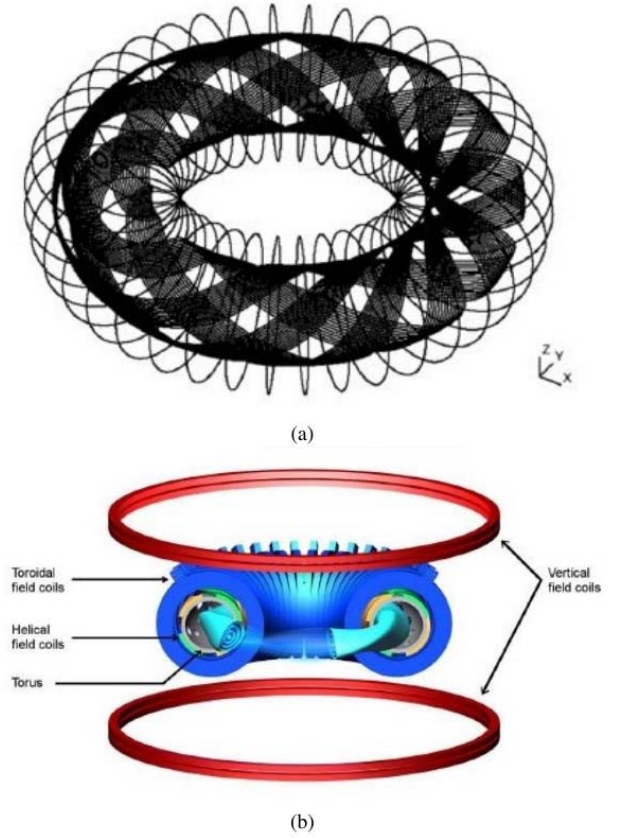 Z Y
X
(a)
Toroidal
field coils
Vertical
field coils
Helical
field coils
Torus
(b)